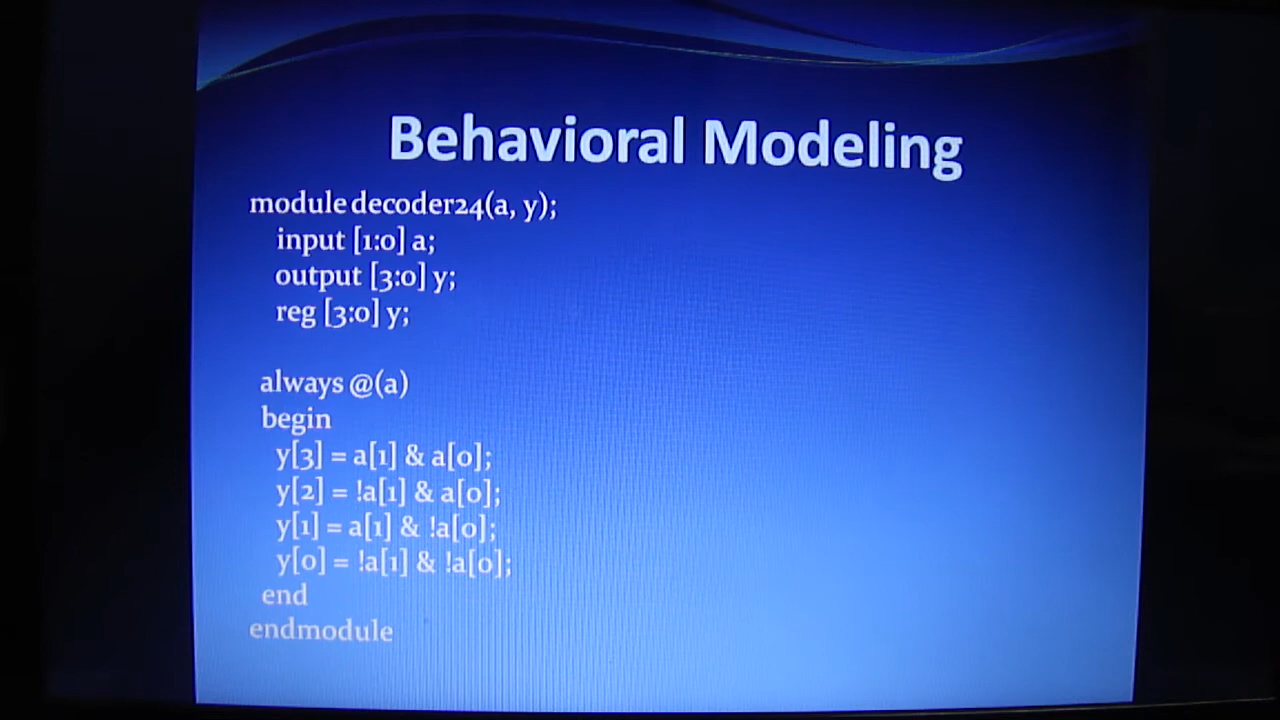 Behavioral Modeling
module decoder24(a, y);
input [1:0] a;
output [3:0] y;
reg [3:0] y;
always @(a)
begin
y[3] = a[1] & a[0];
y[2] = !a[1] & a[0];
y[1] = a[1] & !a[0];
y[0] = !a[1] & !a[0];
end
endmodule